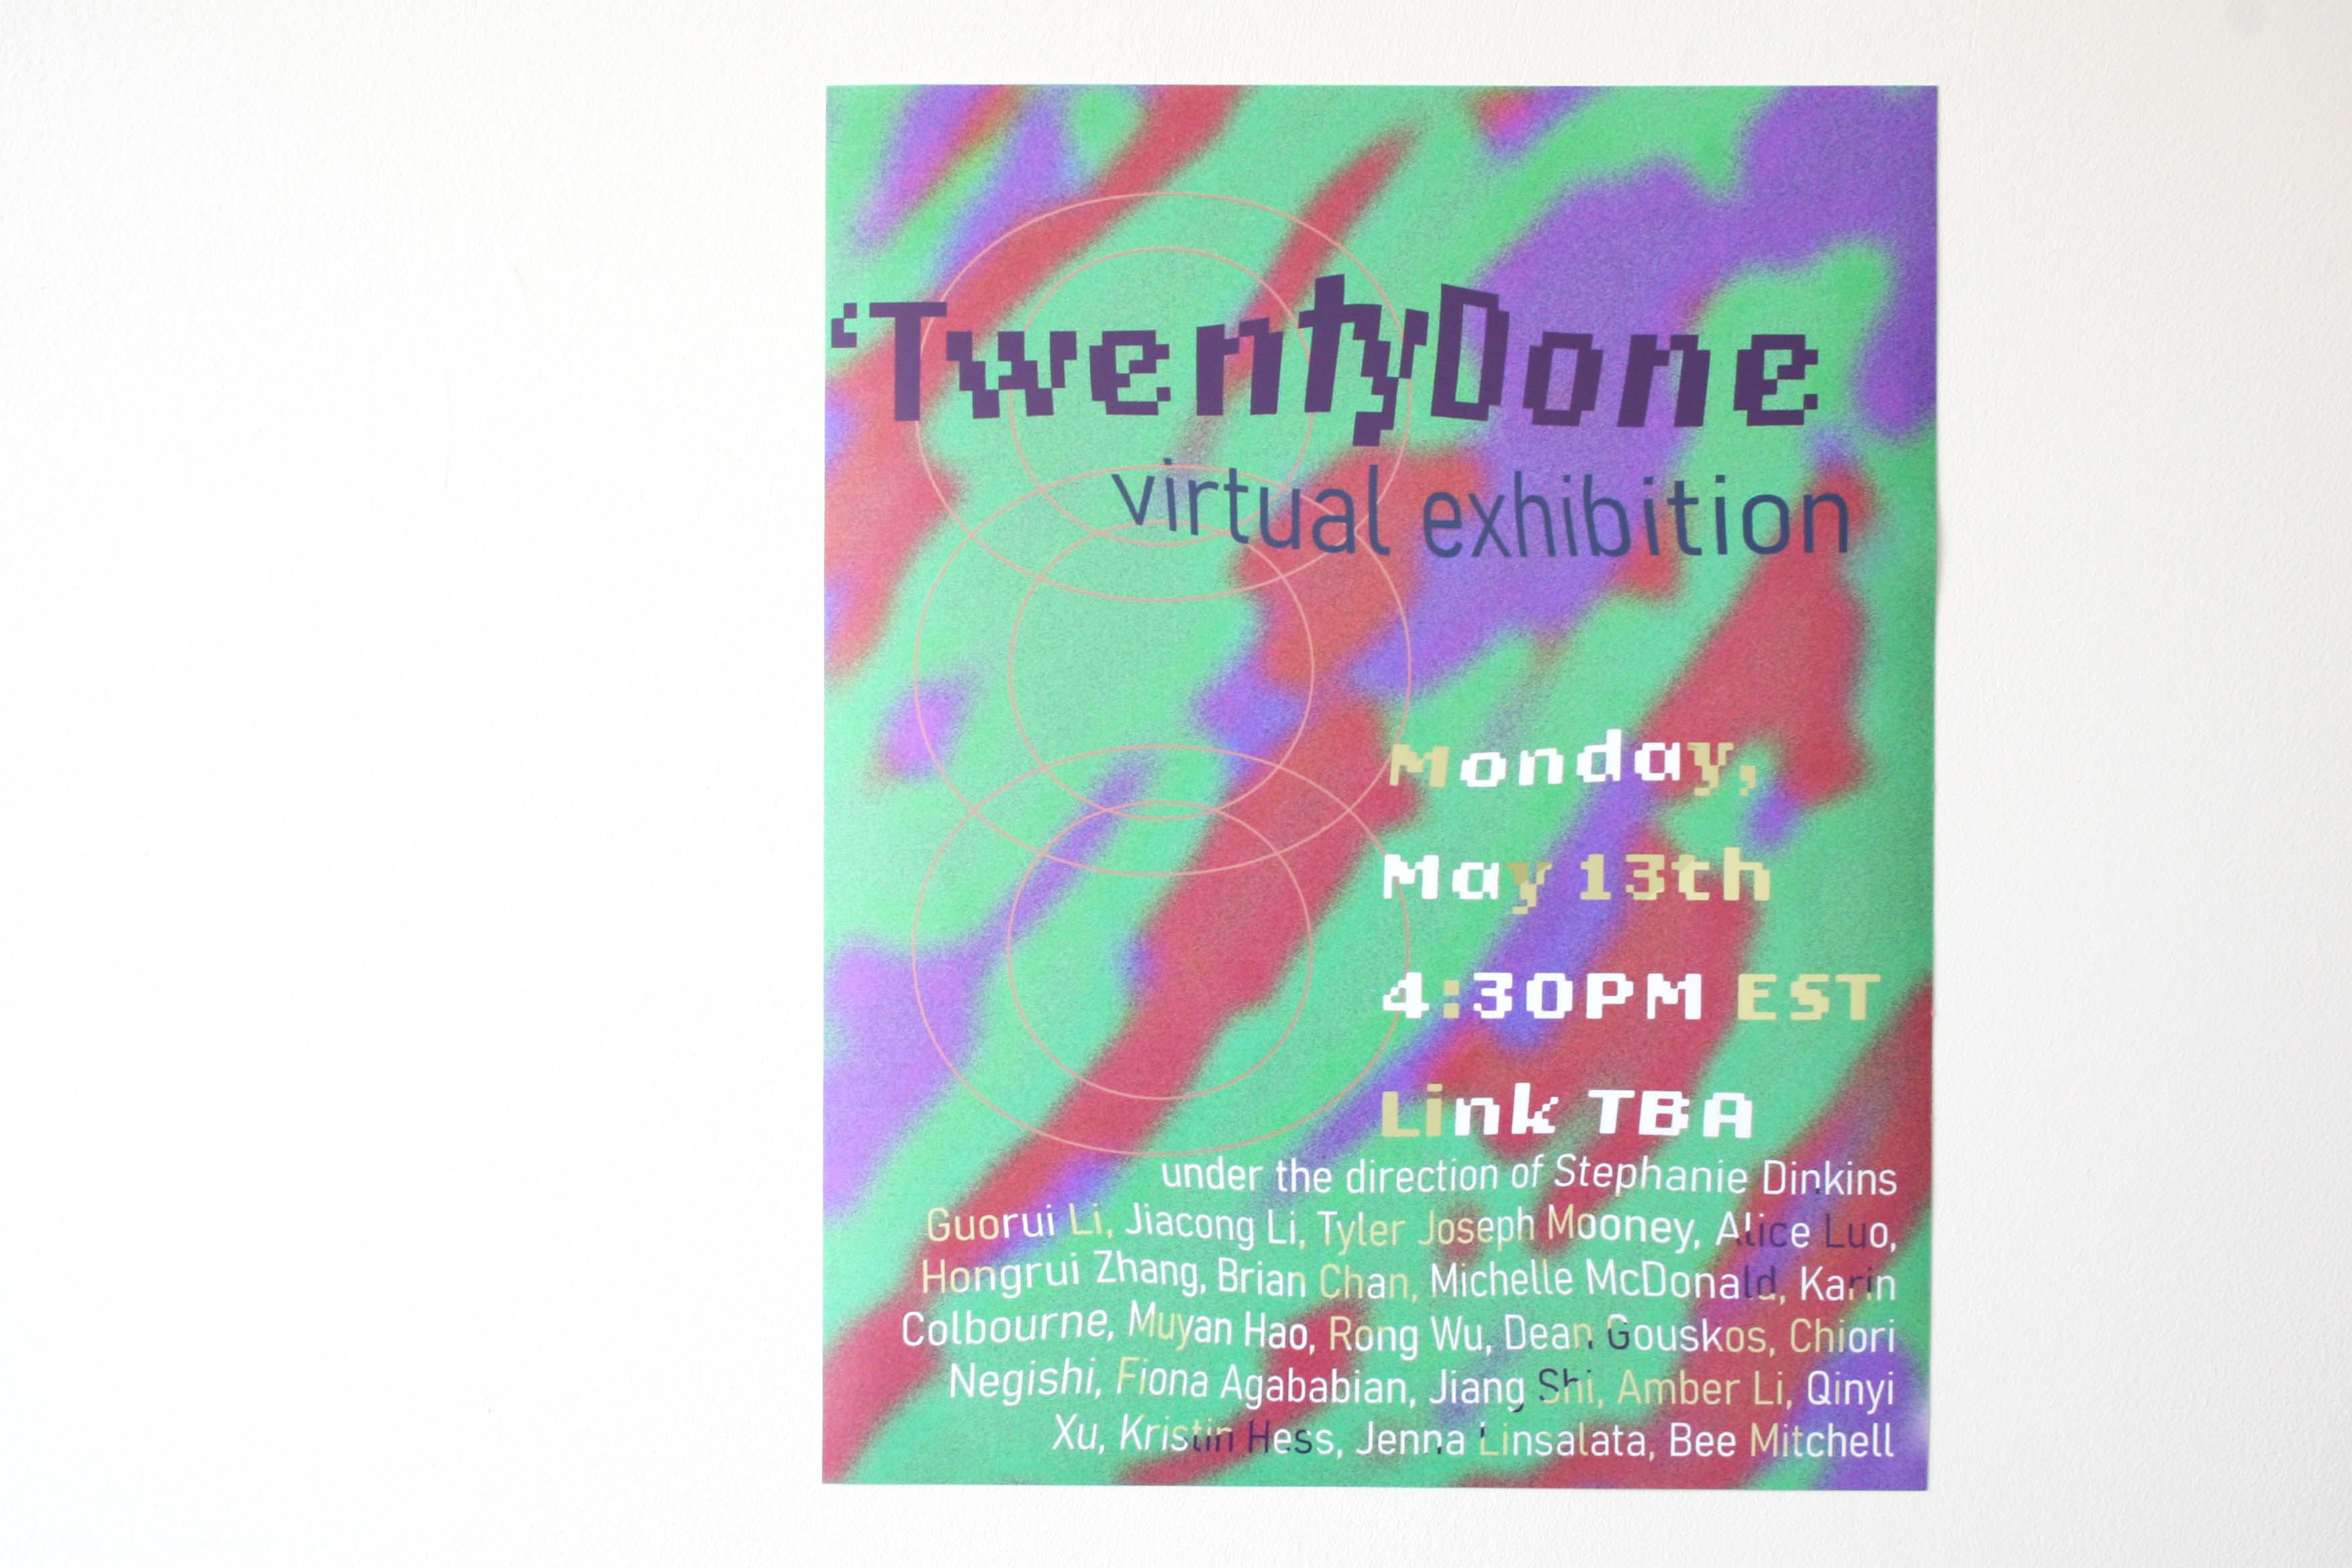 ‘TwentyDone
virtual exhibition
Monday,
May 13th
4:30PM EST
Link TBA
under the direction of Stephanie Dinkins
Guorui Li, Jiacong Li, Tyler Joseph Mooney, Alice Luo,
Hongrui Zhang, Brian Chan, Michelle McDonald, Karin
Colbourne, Muyan Hao, Rong Wu, Dean Gouskos, Chiori
Negishi, Fiona Agababian, Jiang Shi, Amber Li, Qinyi
Xu, Kristin Hess, Jenna Linsalata, Bee Mitchell